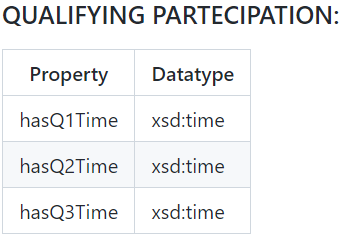 QUALIFYING PARTECIPATION:
Property Datatype
hasQ1Time xsd:time
hasQ2Time xsd:time
hasQ3Time xsd:time